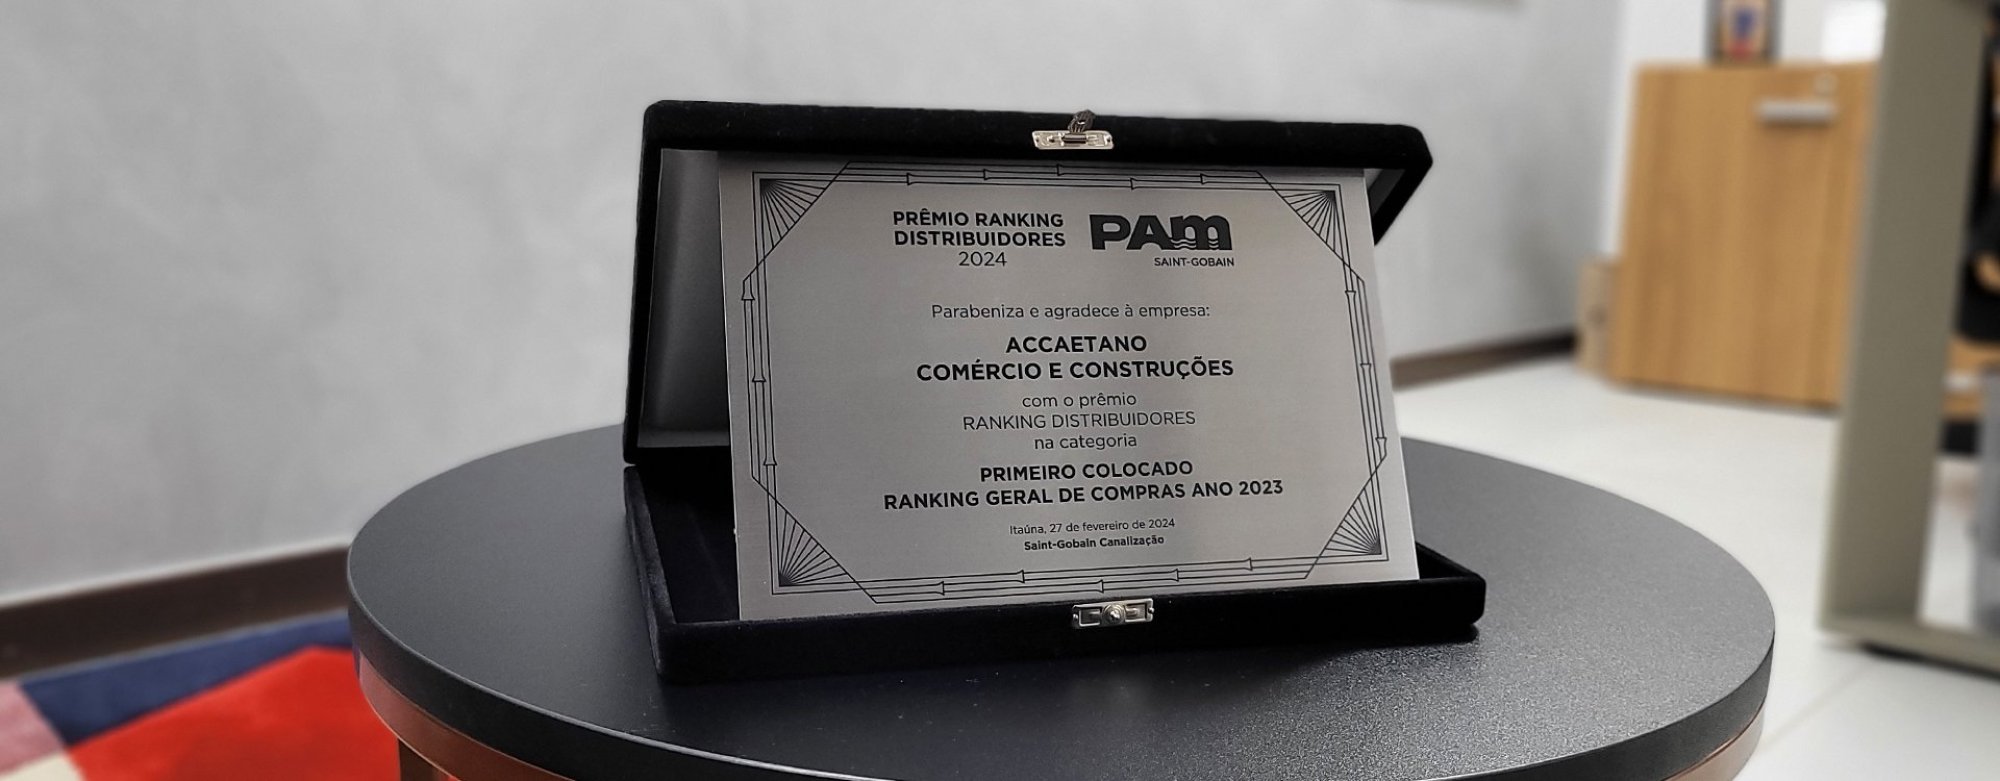 PRÊMIO RANKING
DISTRIBUIDORES
2024
PAM
SAINT-GOBAIN
Parabeniza e agradece à empresa:
ACCAETANO
COMÉRCIO E CONSTRUÇÕES
com o prêmio
RANKING DISTRIBUIDORES
na categoria
PRIMEIRO COLOCADO
RANKING GERAL DE COMPRAS ANO 2023
Itaúna, 27 de fevereiro de 2024
Saint-Gobain Canalização